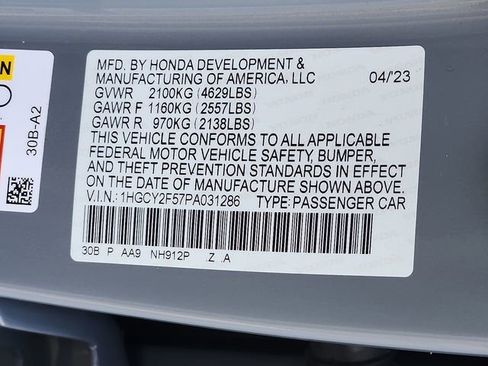 MFD. BY HONDA DEVELOPMENT &
MANUFACTURING OF AMERICA, LLC 04/'23
GVWR 2100KG (4629LBS)
GAWR F 1160KG (2557LBS)
GAWR R 970KG (2138LBS)
THIS VEHICLE CONFORMS TO ALL APPLICABLE
FEDERAL MOTOR VEHICLE SAFETY, BUMPER,
AND THEFT PREVENTION STANDARDS IN EFFECT
ON THE DATE OF MANUFACTURE SHOWN ABOVE.
V.I.N.: 1HGCY2F57PA031286 TYPE: PASSENGER CAR
30B P AA9 NH912P Z A
30B-A2